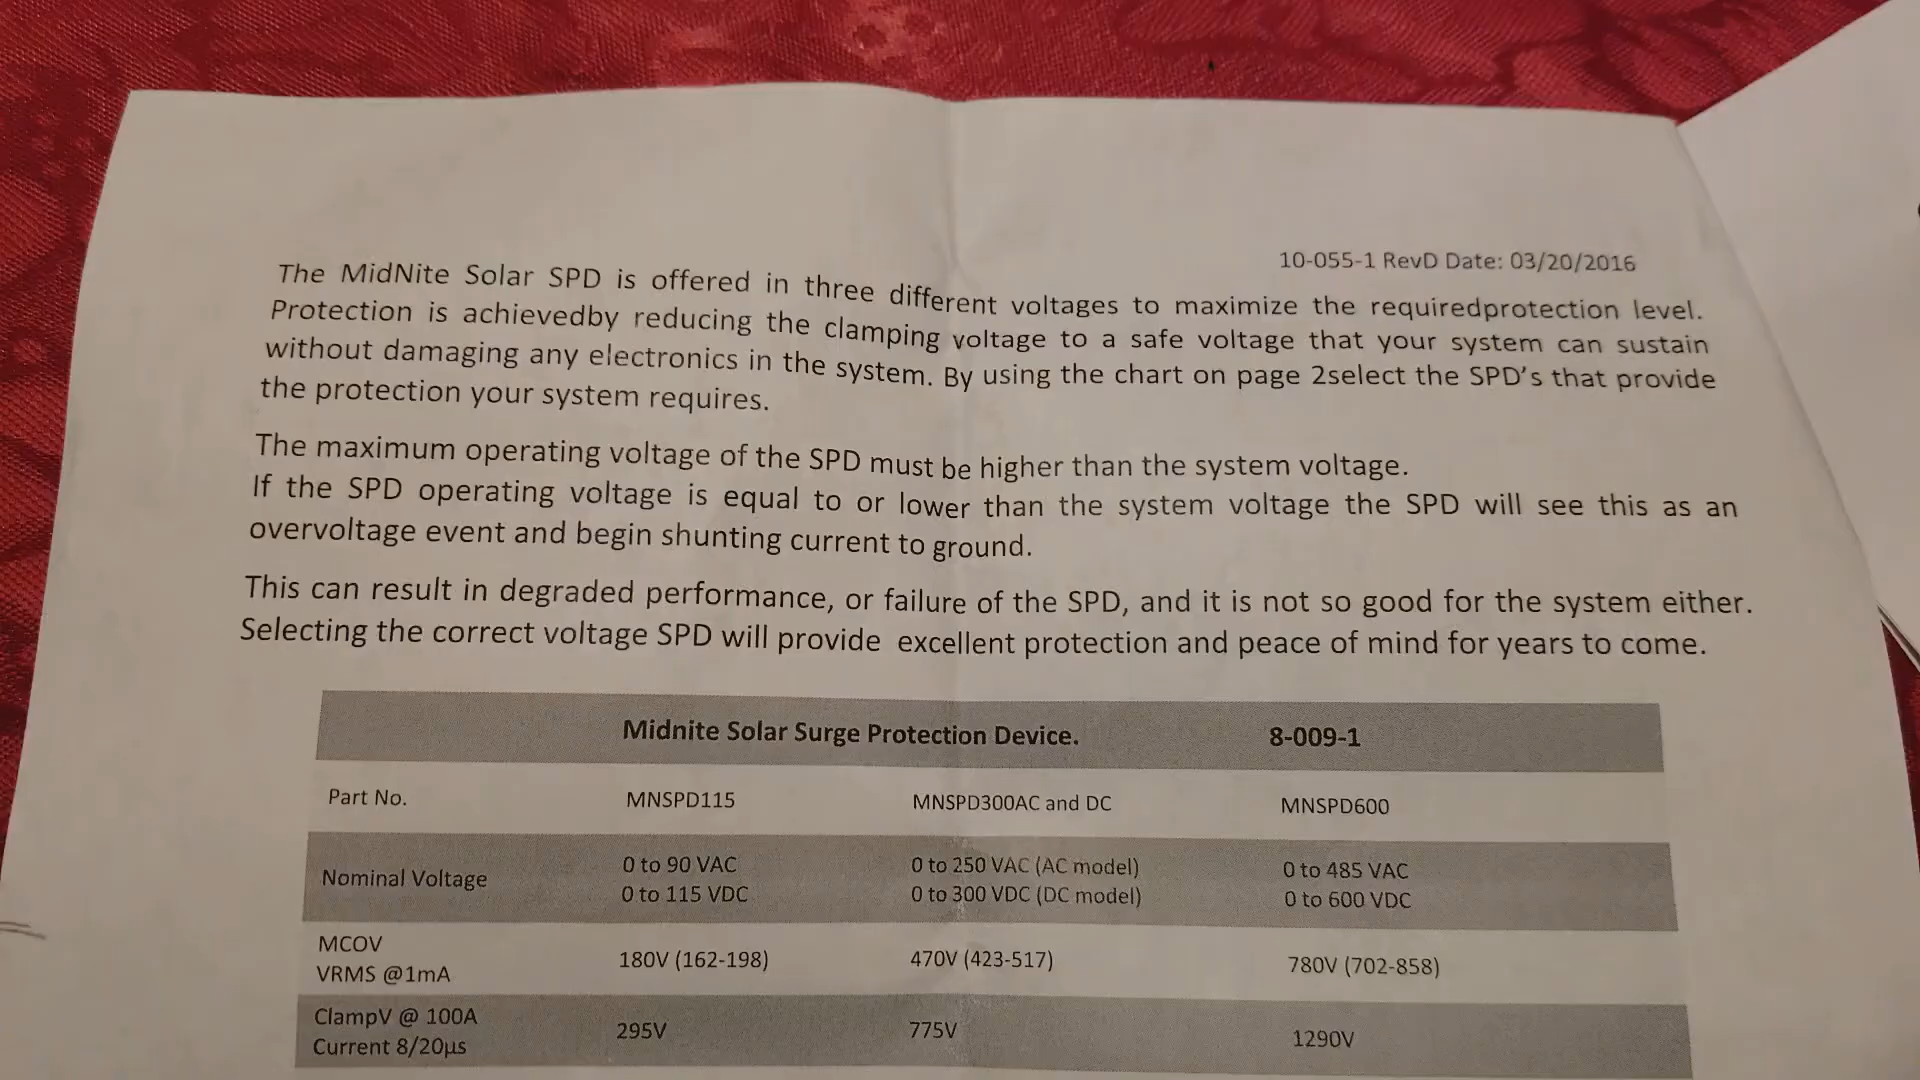 10-055-1 RevD Date: 03/20/2016
The MidNite Solar SPD is offered in three different voltages to maximize the requiredprotection level.
Protection is achievedby reducing the clamping voltage to a safe voltage that your system can sustain
without damaging any electronics in the system. By using the chart on page 2select the SPD's that provide
the protection your system requires.
The maximum operating voltage of the SPD must be higher than the system voltage.
If the SPD operating voltage is equal to or lower than the system voltage the SPD will see this as an
overvoltage event and begin shunting current to ground.
This can result in degraded performance, or failure of the SPD, and it is not so good for the system either.
Selecting the correct voltage SPD will provide excellent protection and peace of mind for years to come.
Midnite Solar Surge Protection Device. 8-009-1
Part No. MNSPD115 MNSPD300AC and DC MNSPD600
Nominal Voltage
0 to 90 VAC 0 to 250 VAC (AC model) 0 to 485 VAC
0 to 115 VDC 0 to 300 VDC (DC model) 0 to 600 VDC
MCOV
VRMS @1mA 180V (162-198) 470V (423-517) 780V (702-858)
ClampV @ 100A
Current 8/20µs 295V 775V 1290V